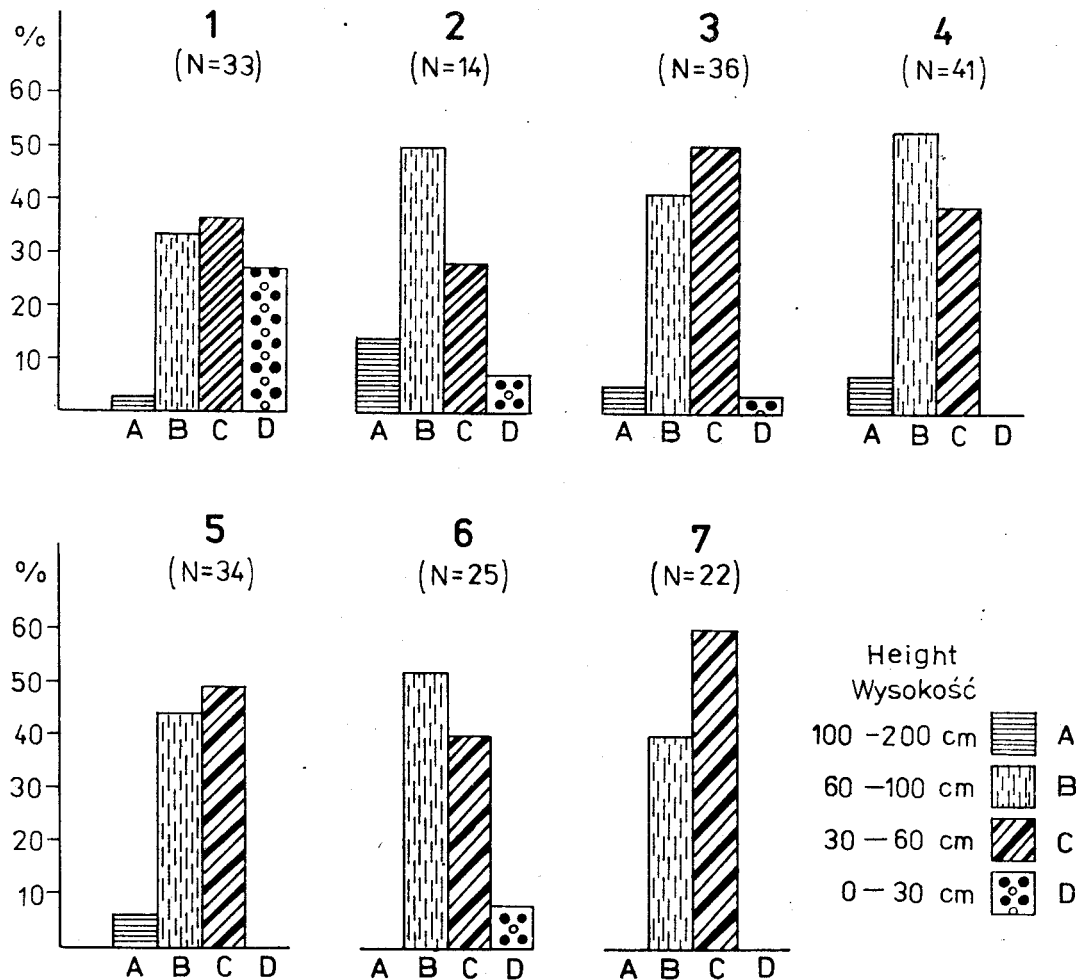 %
1
(N=33)
2
(N=14)
3
(N=36)
4
(N=41)
60
50
40
30
20
10
A B C D
A B C D
A B C D
A B C D
%
5
(N=34)
6
(N=25)
7
(N=22)
60
50
40
30
20
10
A B C D
A B C D
A B C D
Height
Wysokość
100 - 200 cm A
60 — 100 cm B
30 — 60 cm C
0 — 30 cm D